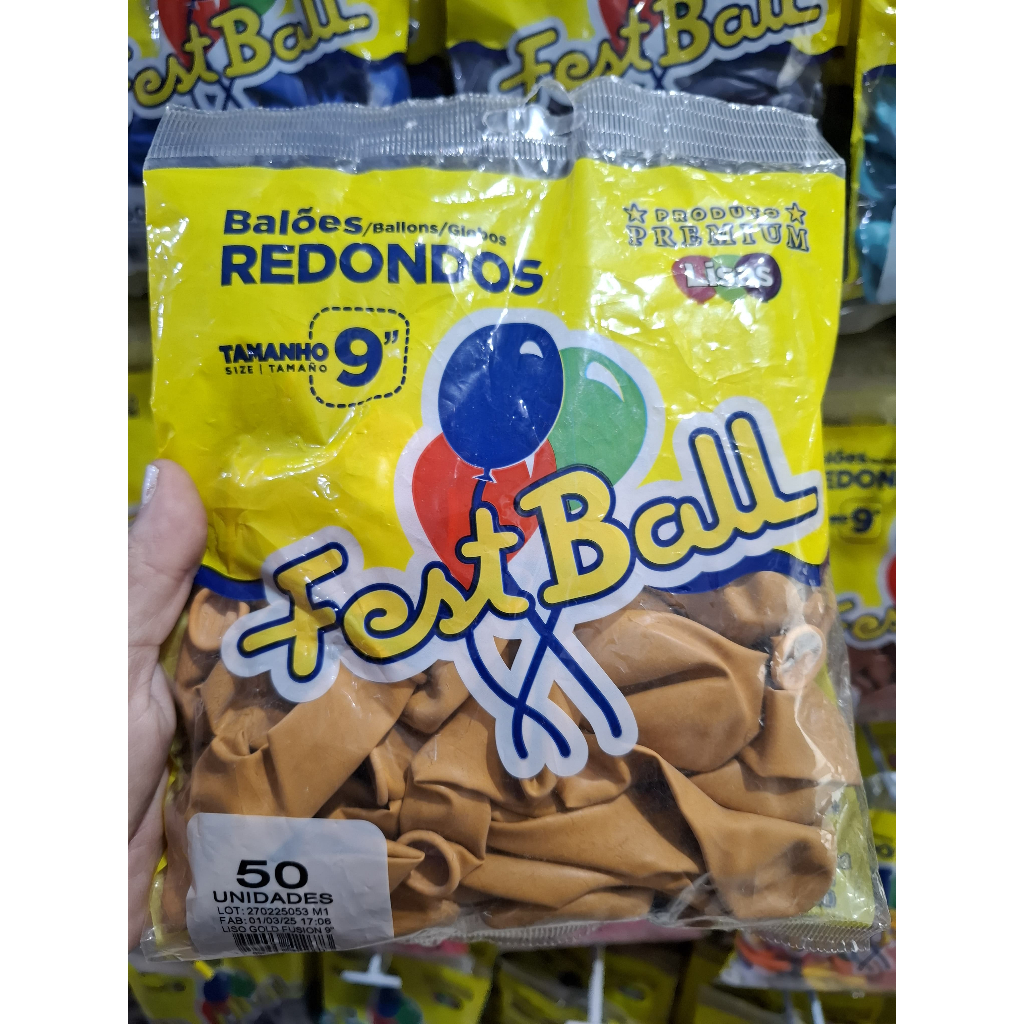 Fest Ball
Fest Ball
Balões/Ballons/Globos
REDONDOS
PRODUTO
PREMIUM
Lisos
TAMANHO 9"
SIZE | TAMAÑO
Fest Ball
REDON
9"
50
UNIDADES
LOT: 270225053 M1
FAB: 01/03/25 17:06
LISO GOLD FUSION 9"